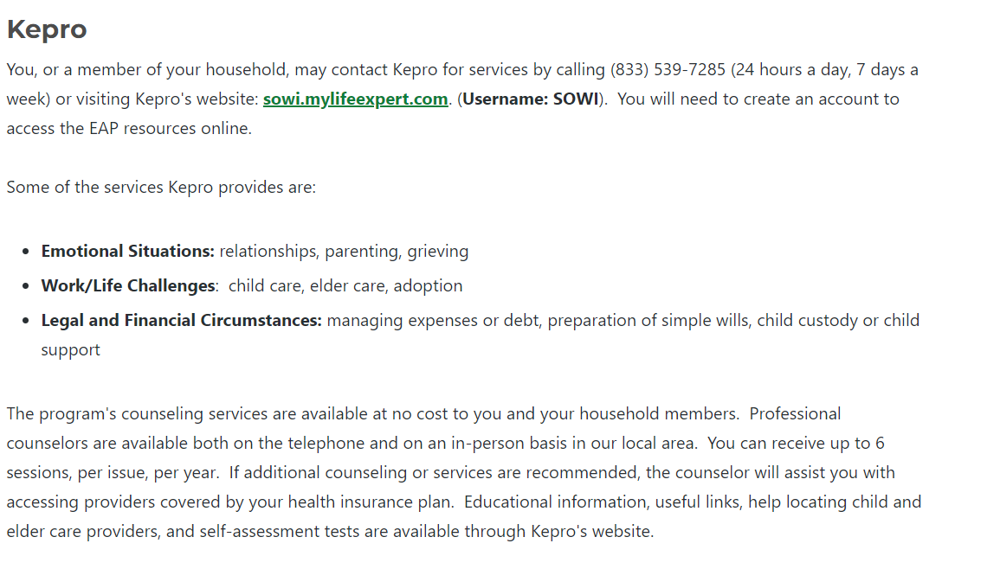 Kepro
You, or a member of your household, may contact Kepro for services by calling (833) 539-7285 (24 hours a day, 7 days a
week) or visiting Kepro's website: sowi.mylifeexpert.com. (Username: SOWI).  You will need to create an account to
access the EAP resources online.
Some of the services Kepro provides are:
• Emotional Situations: relationships, parenting, grieving
• Work/Life Challenges:  child care, elder care, adoption
• Legal and Financial Circumstances: managing expenses or debt, preparation of simple wills, child custody or child
support
The program's counseling services are available at no cost to you and your household members.  Professional
counselors are available both on the telephone and on an in-person basis in our local area.  You can receive up to 6
sessions, per issue, per year.  If additional counseling or services are recommended, the counselor will assist you with
accessing providers covered by your health insurance plan.  Educational information, useful links, help locating child and
elder care providers, and self-assessment tests are available through Kepro's website.